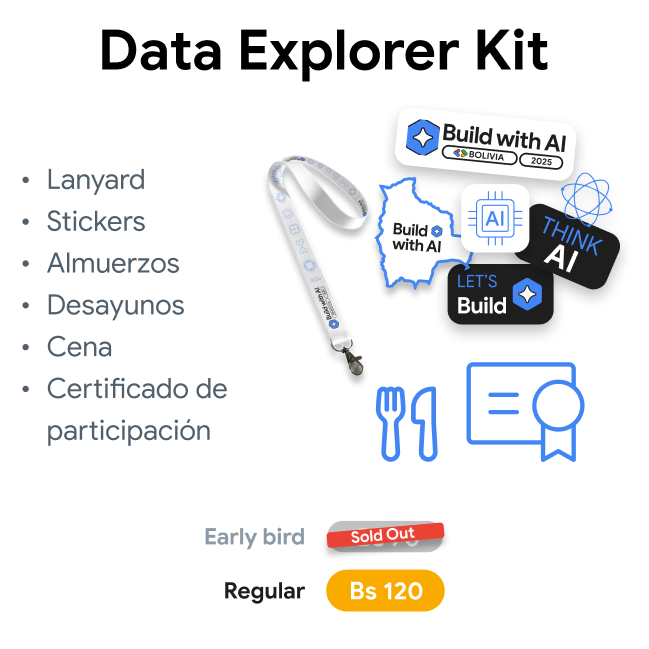 Data Explorer Kit
Build with AI
BOLIVIA
2025
• Lanyard
• Stickers
• Almuerzos
• Desayunos
• Cena
• Certificado de
participación
Build
with AI
AI
THINK
AI
LET'S
Build
Build with AI
Early bird
Sold Out
Regular
Bs 120